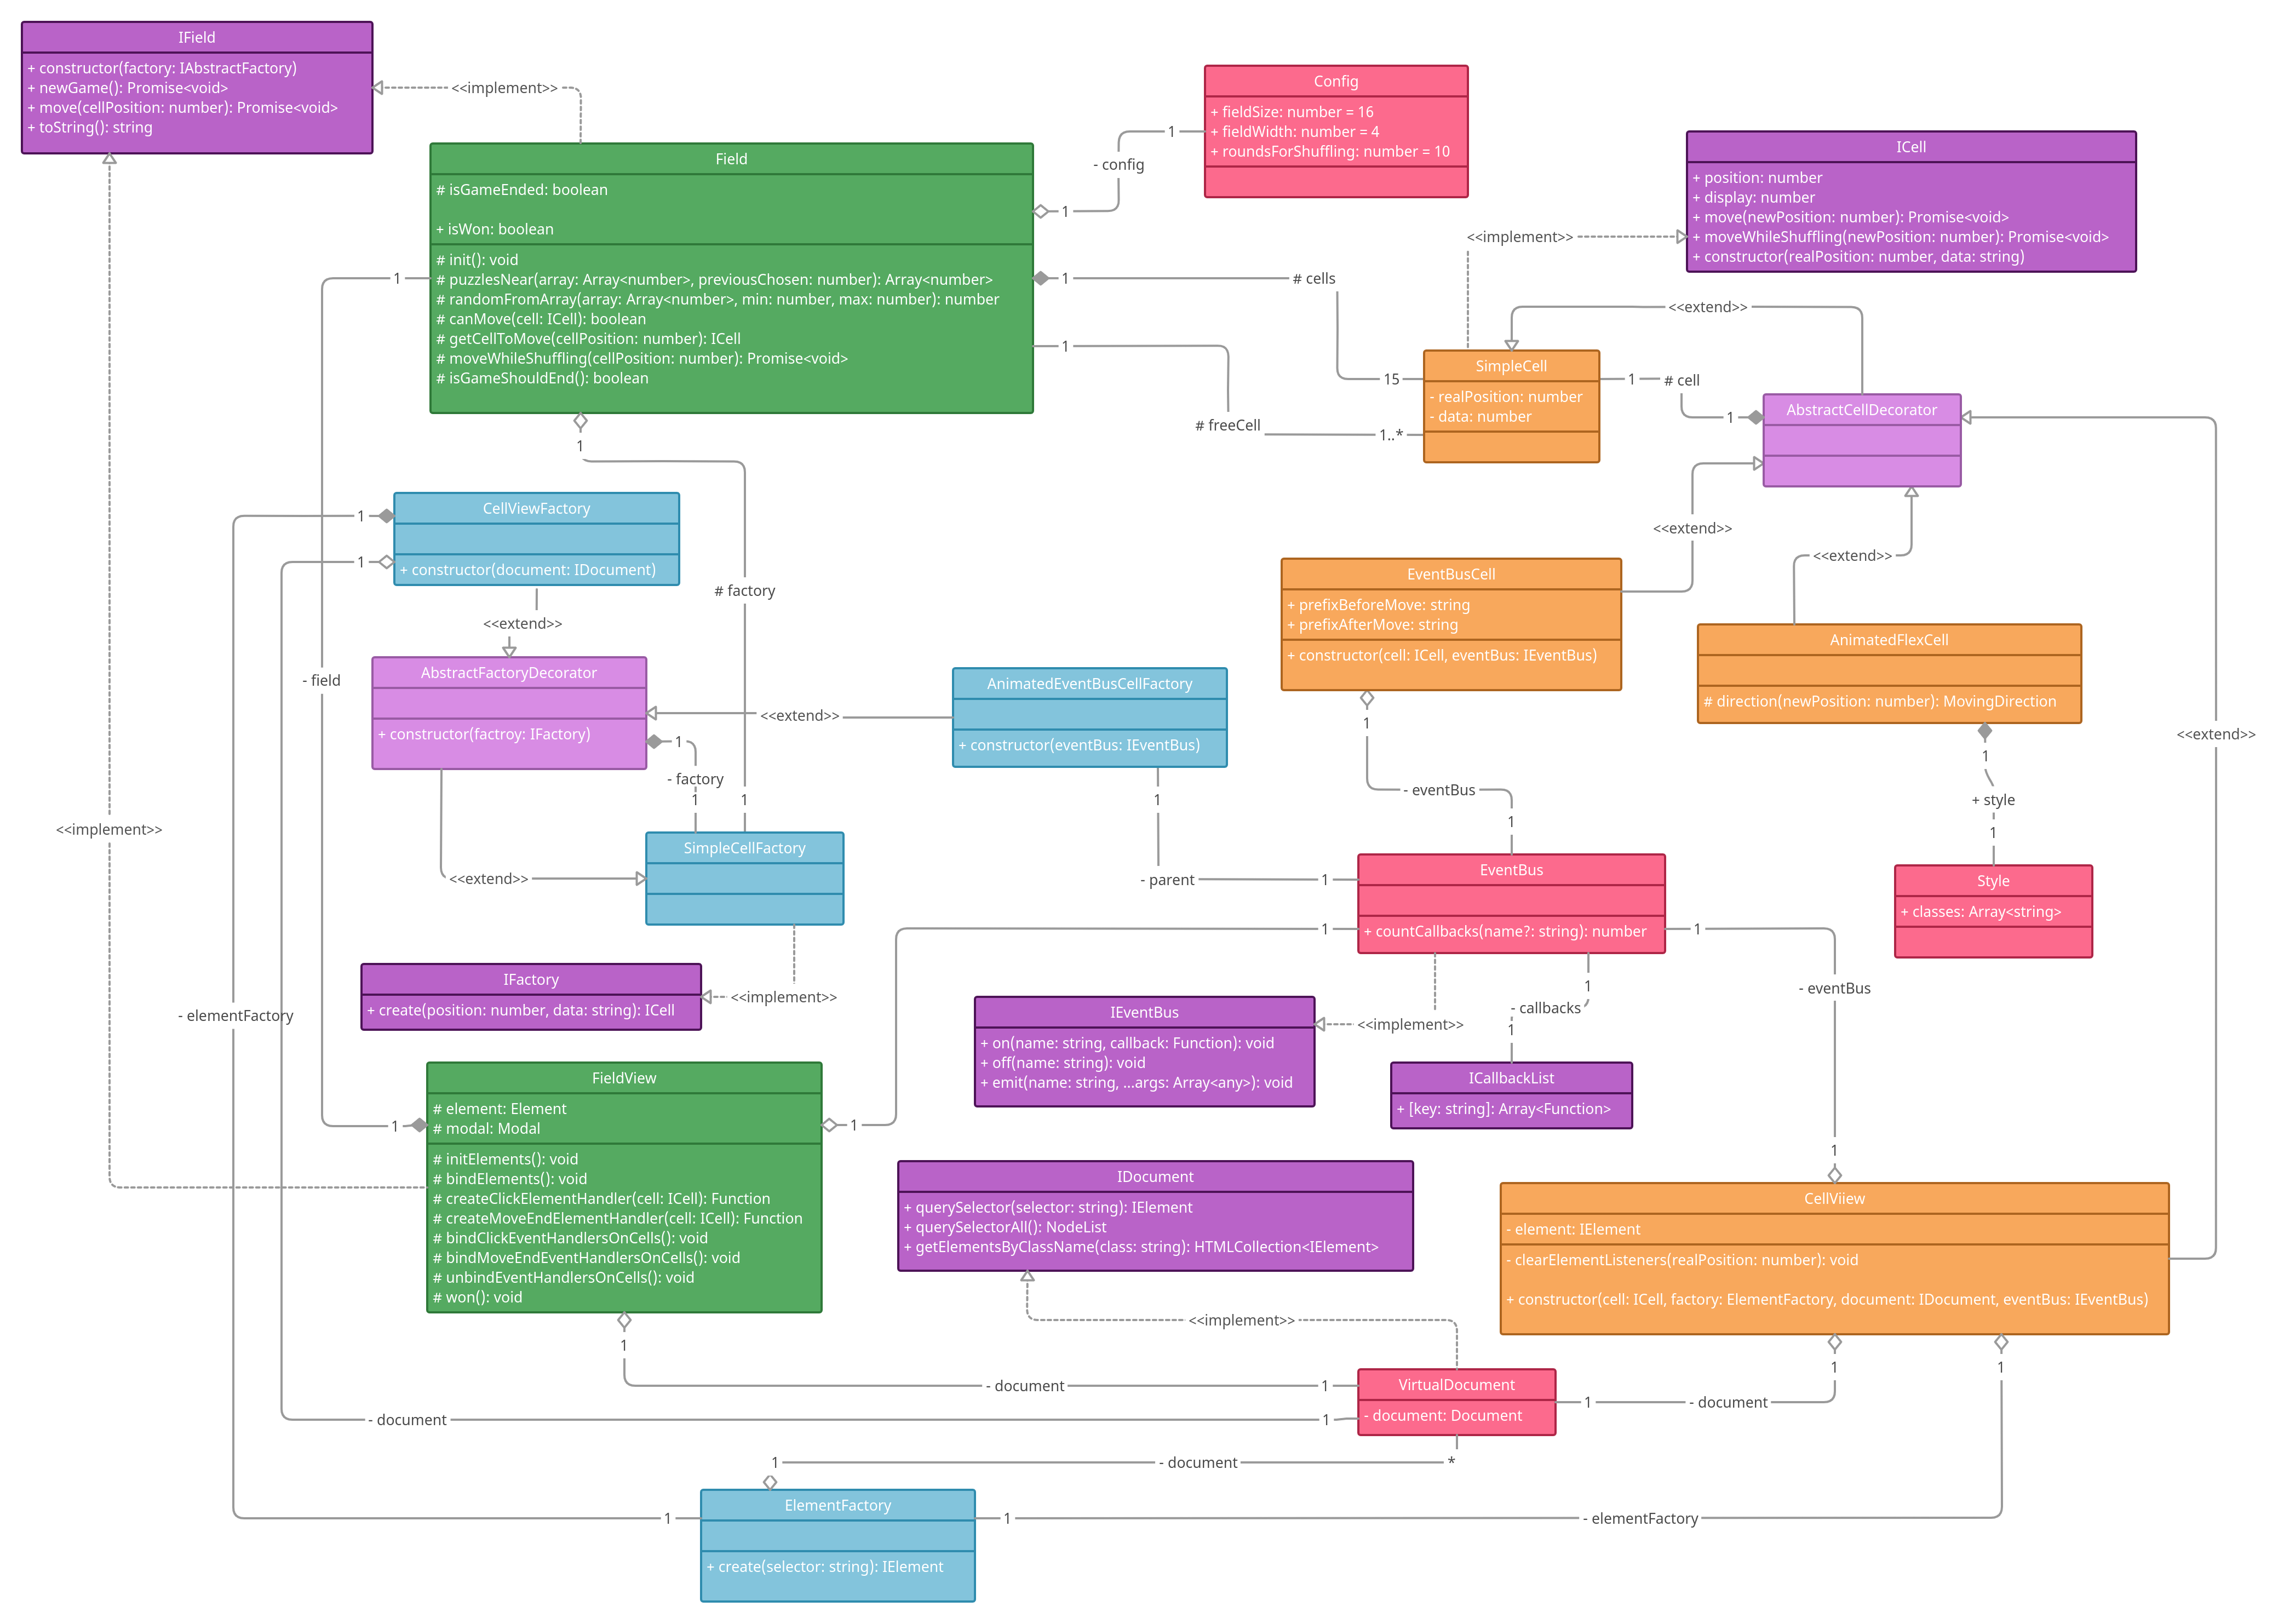 IField
+ constructor(factory: IAbstractFactory)
+ newGame(): Promise<void>
+ move(cellPosition: number): Promise<void>
+ toString(): string
<<implement>>
Config
+ fieldSize: number = 16
+ fieldWidth: number = 4
+ roundsForShuffling: number = 10
1
- config
1
Field
# isGameEnded: boolean
+ isWon: boolean
# init(): void
# puzzlesNear(array: Array<number>, previousChosen: number): Array<number>
# randomFromArray(array: Array<number>, min: number, max: number): number
# canMove(cell: ICell): boolean
# getCellToMove(cellPosition: number): ICell
# moveWhileShuffling(cellPosition: number): Promise<void>
# isGameShouldEnd(): boolean
ICell
+ position: number
+ display: number
+ move(newPosition: number): Promise<void>
+ moveWhileShuffling(newPosition: number): Promise<void>
+ constructor(realPosition: number, data: string)
<<implement>>
1
1
# cells
15
1
# freeCell
1..*
<<extend>>
SimpleCell
- realPosition: number
- data: number
1
# cell
1
AbstractCellDecorator
1
# factory
1
1
1
CellViewFactory
+ constructor(document: IDocument)
<<extend>>
<<extend>>
<<extend>>
<<extend>>
EventBusCell
+ prefixBeforeMove: string
+ prefixAfterMove: string
+ constructor(cell: ICell, eventBus: IEventBus)
AnimatedFlexCell
# direction(newPosition: number): MovingDirection
- field
AbstractFactoryDecorator
+ constructor(factroy: IFactory)
<<extend>>
AnimatedEventBusCellFactory
+ constructor(eventBus: IEventBus)
1
- factory
1
1
- eventBus
1
1
+ style
1
1
- parent
1
<<implement>>
<<extend>>
SimpleCellFactory
EventBus
+ countCallbacks(name?: string): number
Style
+ classes: Array<string>
1
1
- eventBus
1
IFactory
+ create(position: number, data: string): ICell
<<implement>>
- elementFactory
IEventBus
+ on(name: string, callback: Function): void
+ off(name: string): void
+ emit(name: string, ...args: Array<any>): void
<<implement>>
1
- callbacks
1
ICallbackList
+ [key: string]: Array<Function>
1
FieldView
# element: Element
# modal: Modal
# initElements(): void
# bindElements(): void
# createClickElementHandler(cell: ICell): Function
# createMoveEndElementHandler(cell: ICell): Function
# bindClickEventHandlersOnCells(): void
# bindMoveEndEventHandlersOnCells(): void
# unbindEventHandlersOnCells(): void
# won(): void
1
IDocument
+ querySelector(selector: string): IElement
+ querySelectorAll(): NodeList
+ getElementsByClassName(class: string): HTMLCollection<IElement>
<<implement>>
CellViiew
- element: IElement
- clearElementListeners(realPosition: number): void
+ constructor(cell: ICell, factory: ElementFactory, document: IDocument, eventBus: IEventBus)
1
- document
1
VirtualDocument
- document: Document
1
- document
1
1
- document
1
1
- document
*
ElementFactory
+ create(selector: string): IElement
1
1
- elementFactory